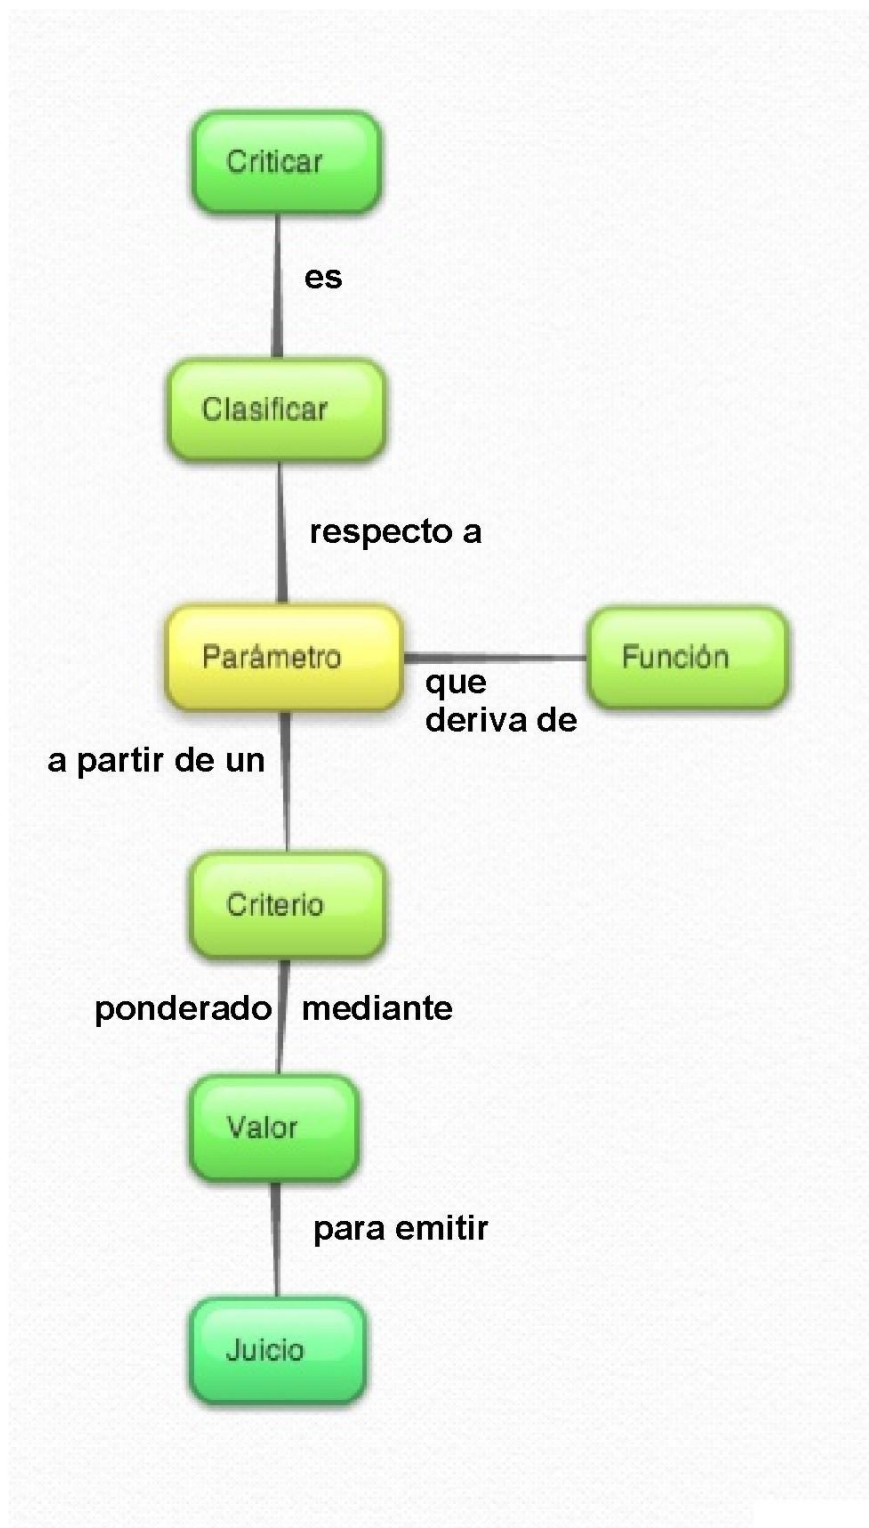 Criticar
es
Clasificar
respecto a
Parámetro
Función
que
deriva de
a partir de un
Criterio
ponderado mediante
Valor
para emitir
Juicio